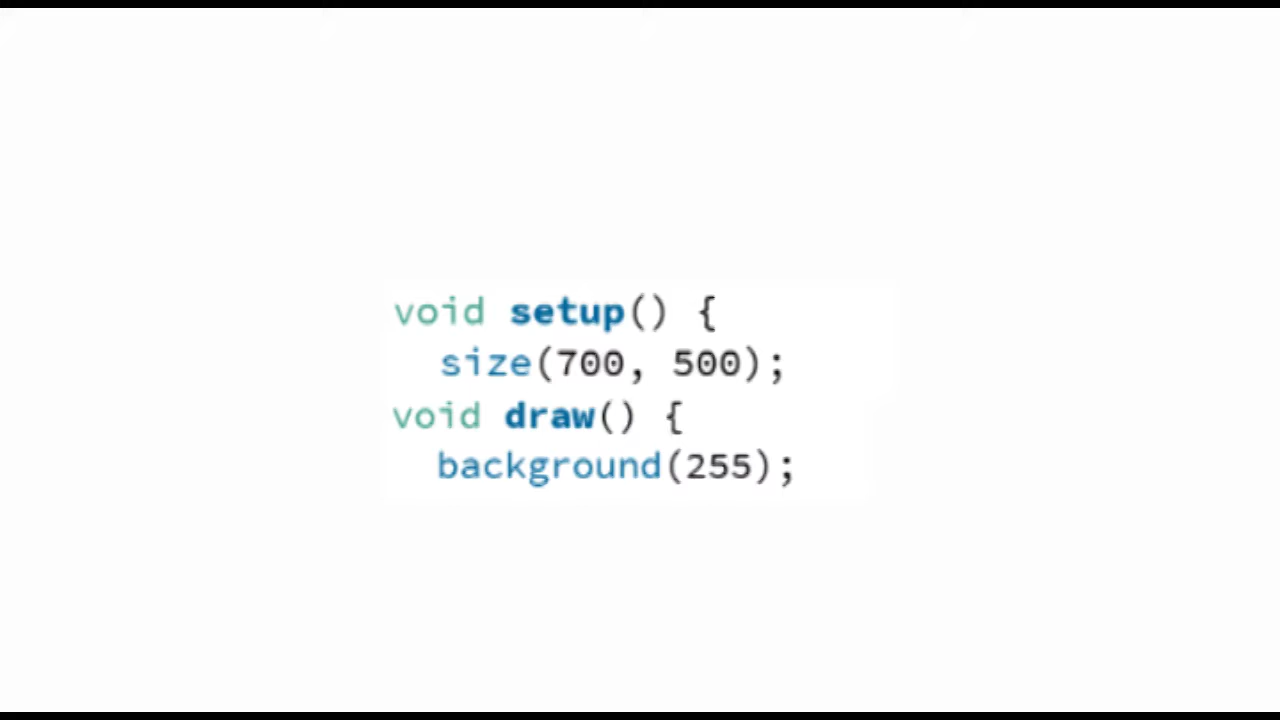 void setup() {
  size(700, 500);
void draw() {
  background(255);